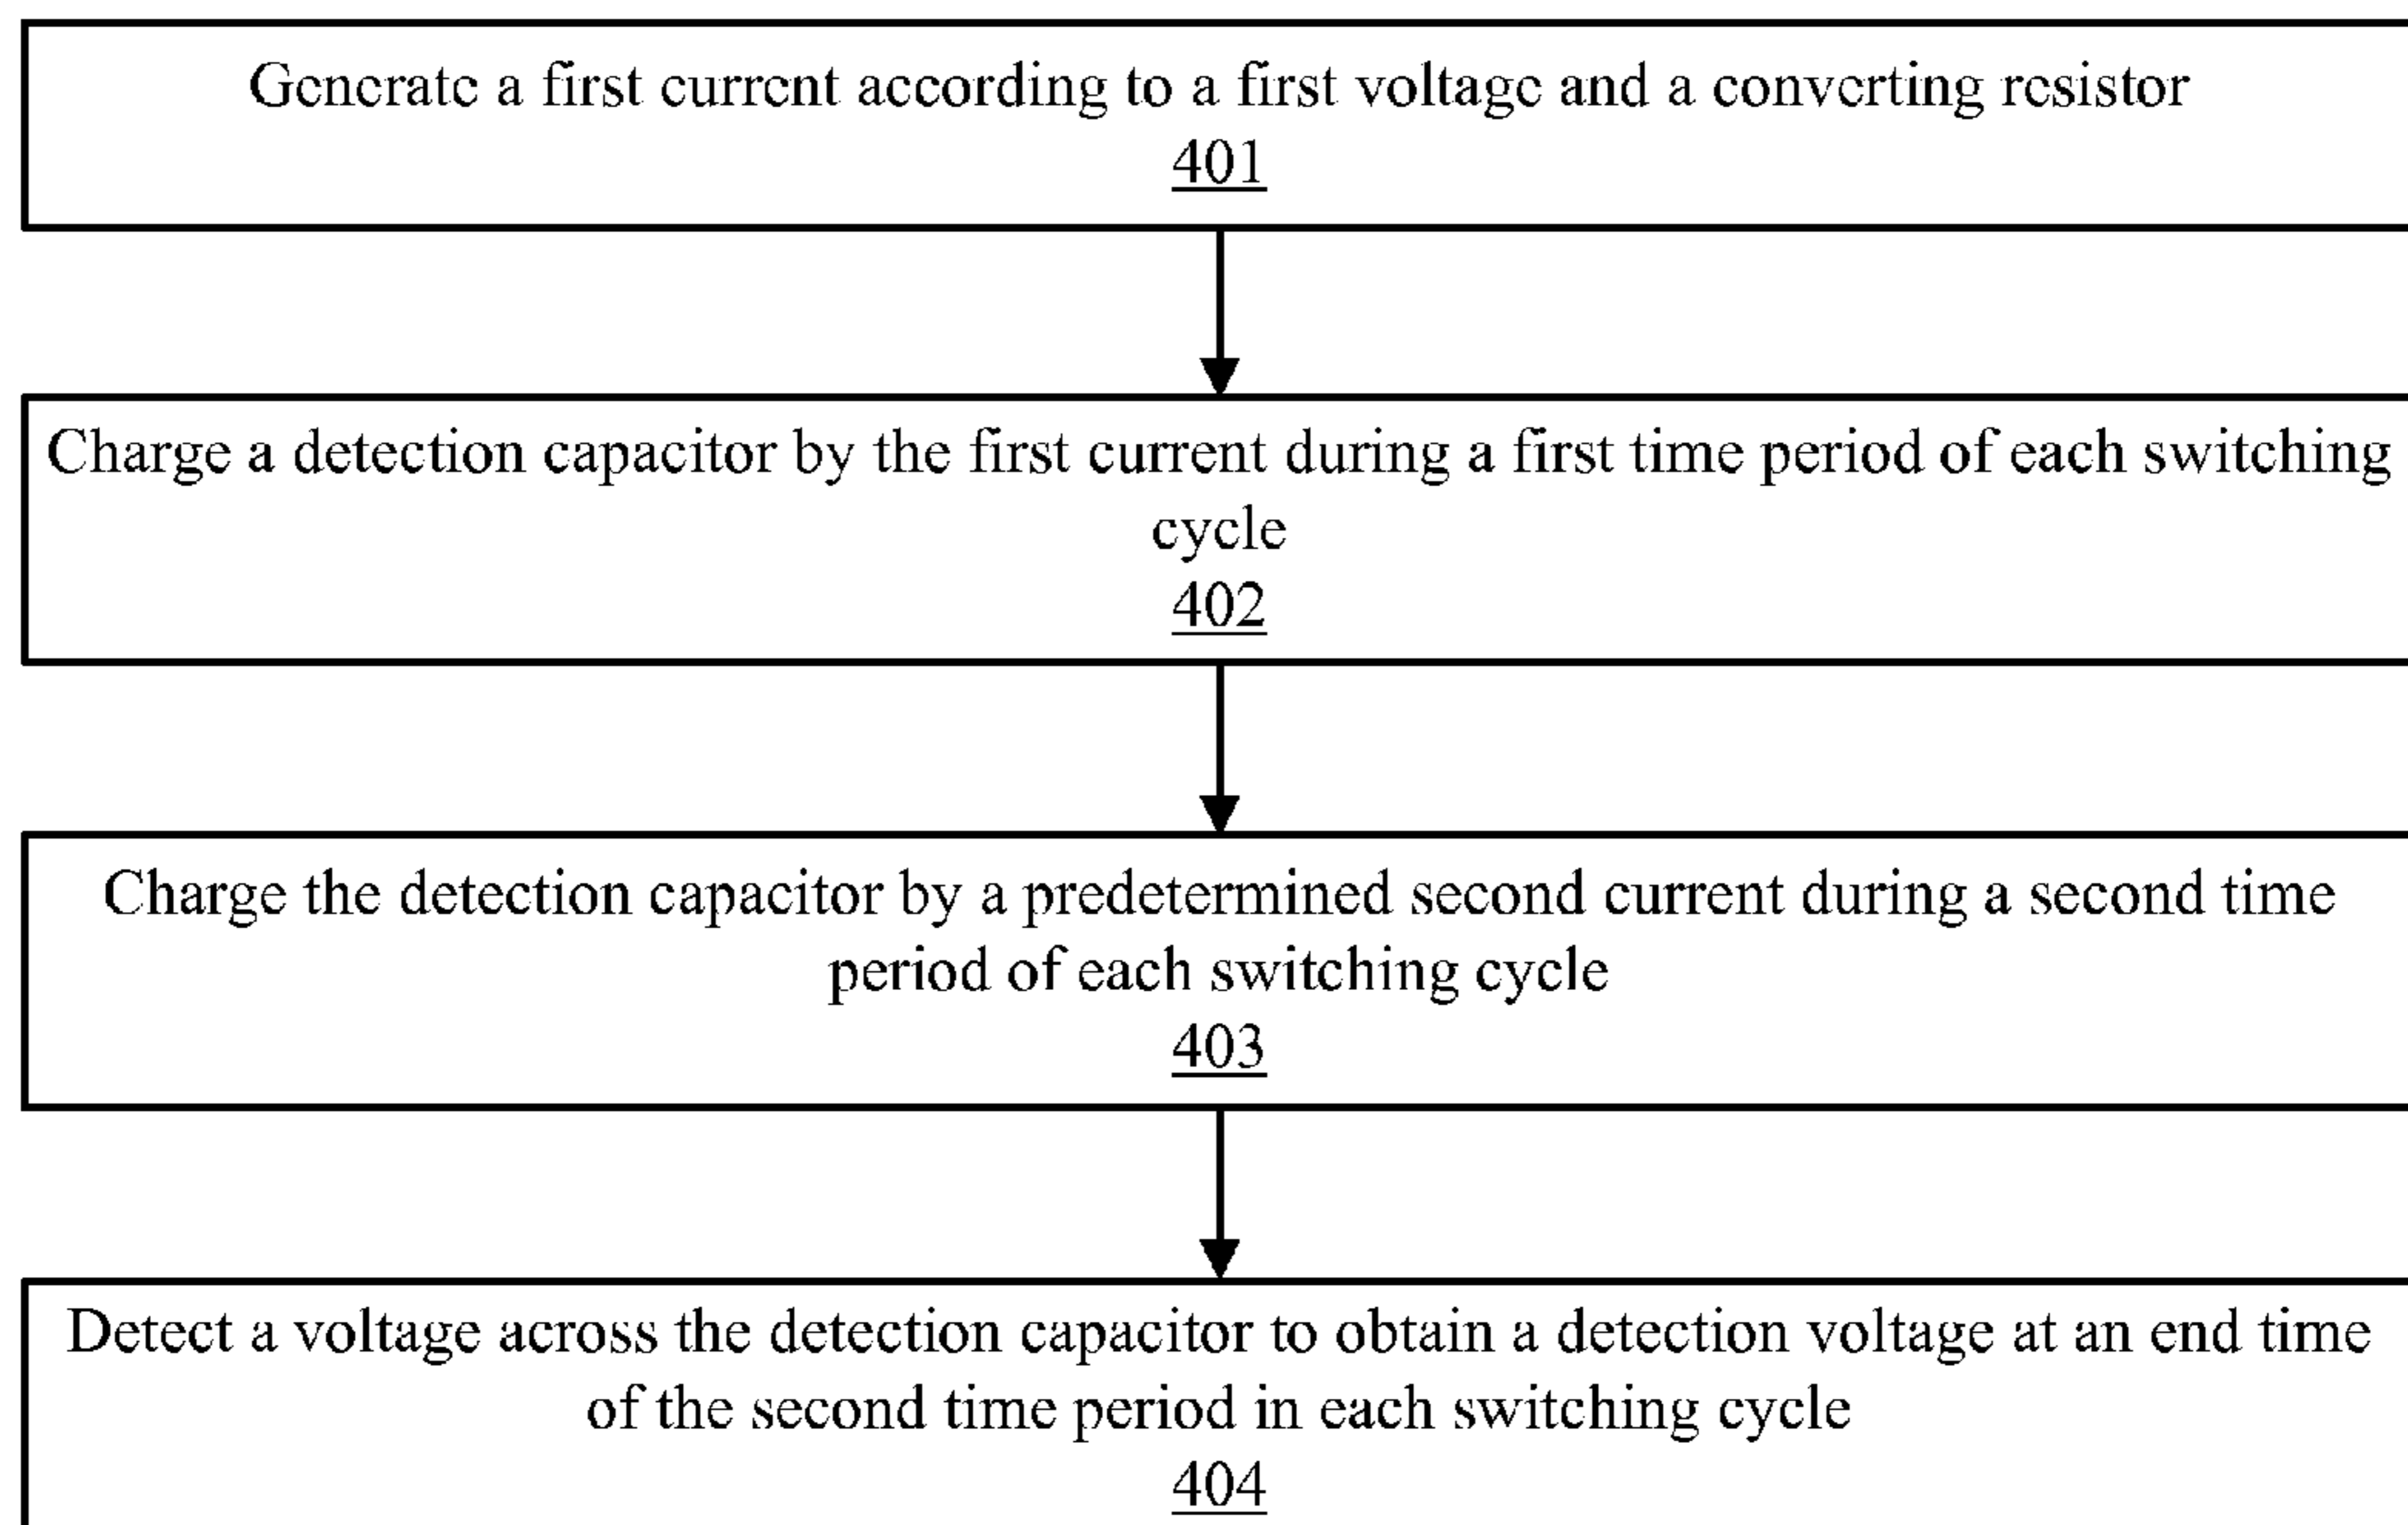 Generate a first current according to a first voltage and a converting resistor
401
Charge a detection capacitor by the first current during a first time period of each switching
cycle
402
Charge the detection capacitor by a predetermined second current during a second time
period of each switching cycle
403
Detect a voltage across the detection capacitor to obtain a detection voltage at an end time
of the second time period in each switching cycle
404